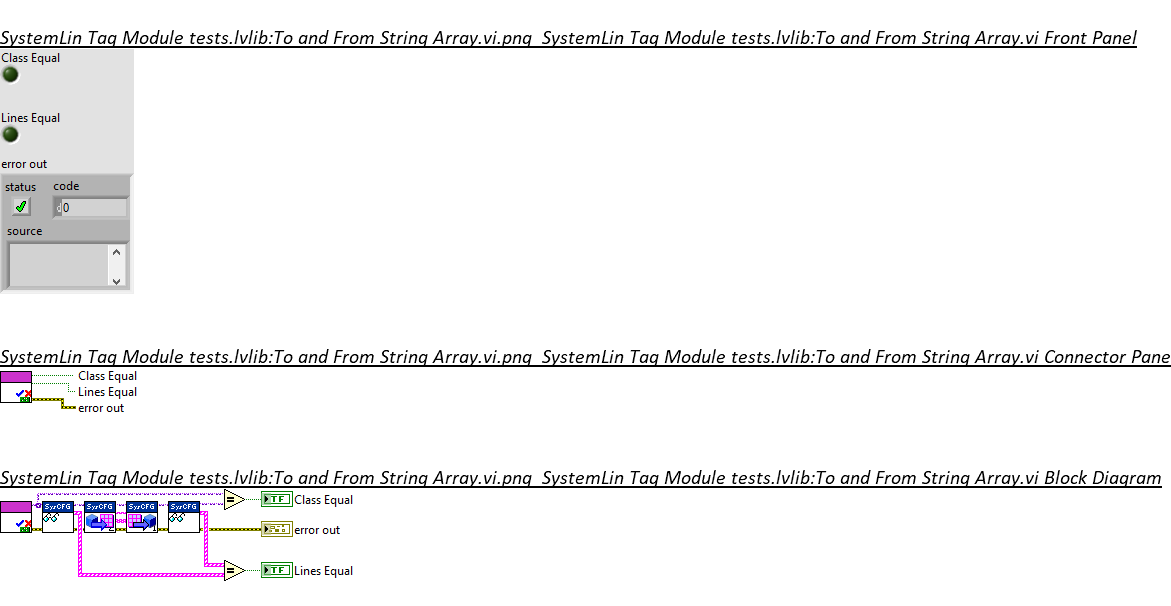 SystemLin Tag Module tests.lvlib:To and From String Array.vi.png SystemLin Tag Module tests.lvlib:To and From String Array.vi Front Panel
Class Equal
Lines Equal
error out
status code
0
source
SystemLin Tag Module tests.lvlib:To and From String Array.vi.png SystemLin Tag Module tests.lvlib:To and From String Array.vi Connector Pane
Class Equal
Lines Equal
error out
SystemLin Tag Module tests.lvlib:To and From String Array.vi.png SystemLin Tag Module tests.lvlib:To and From String Array.vi Block Diagram
SysCFG SysCFG SysCFG SysCFG
TF Class Equal
error out
TF Lines Equal